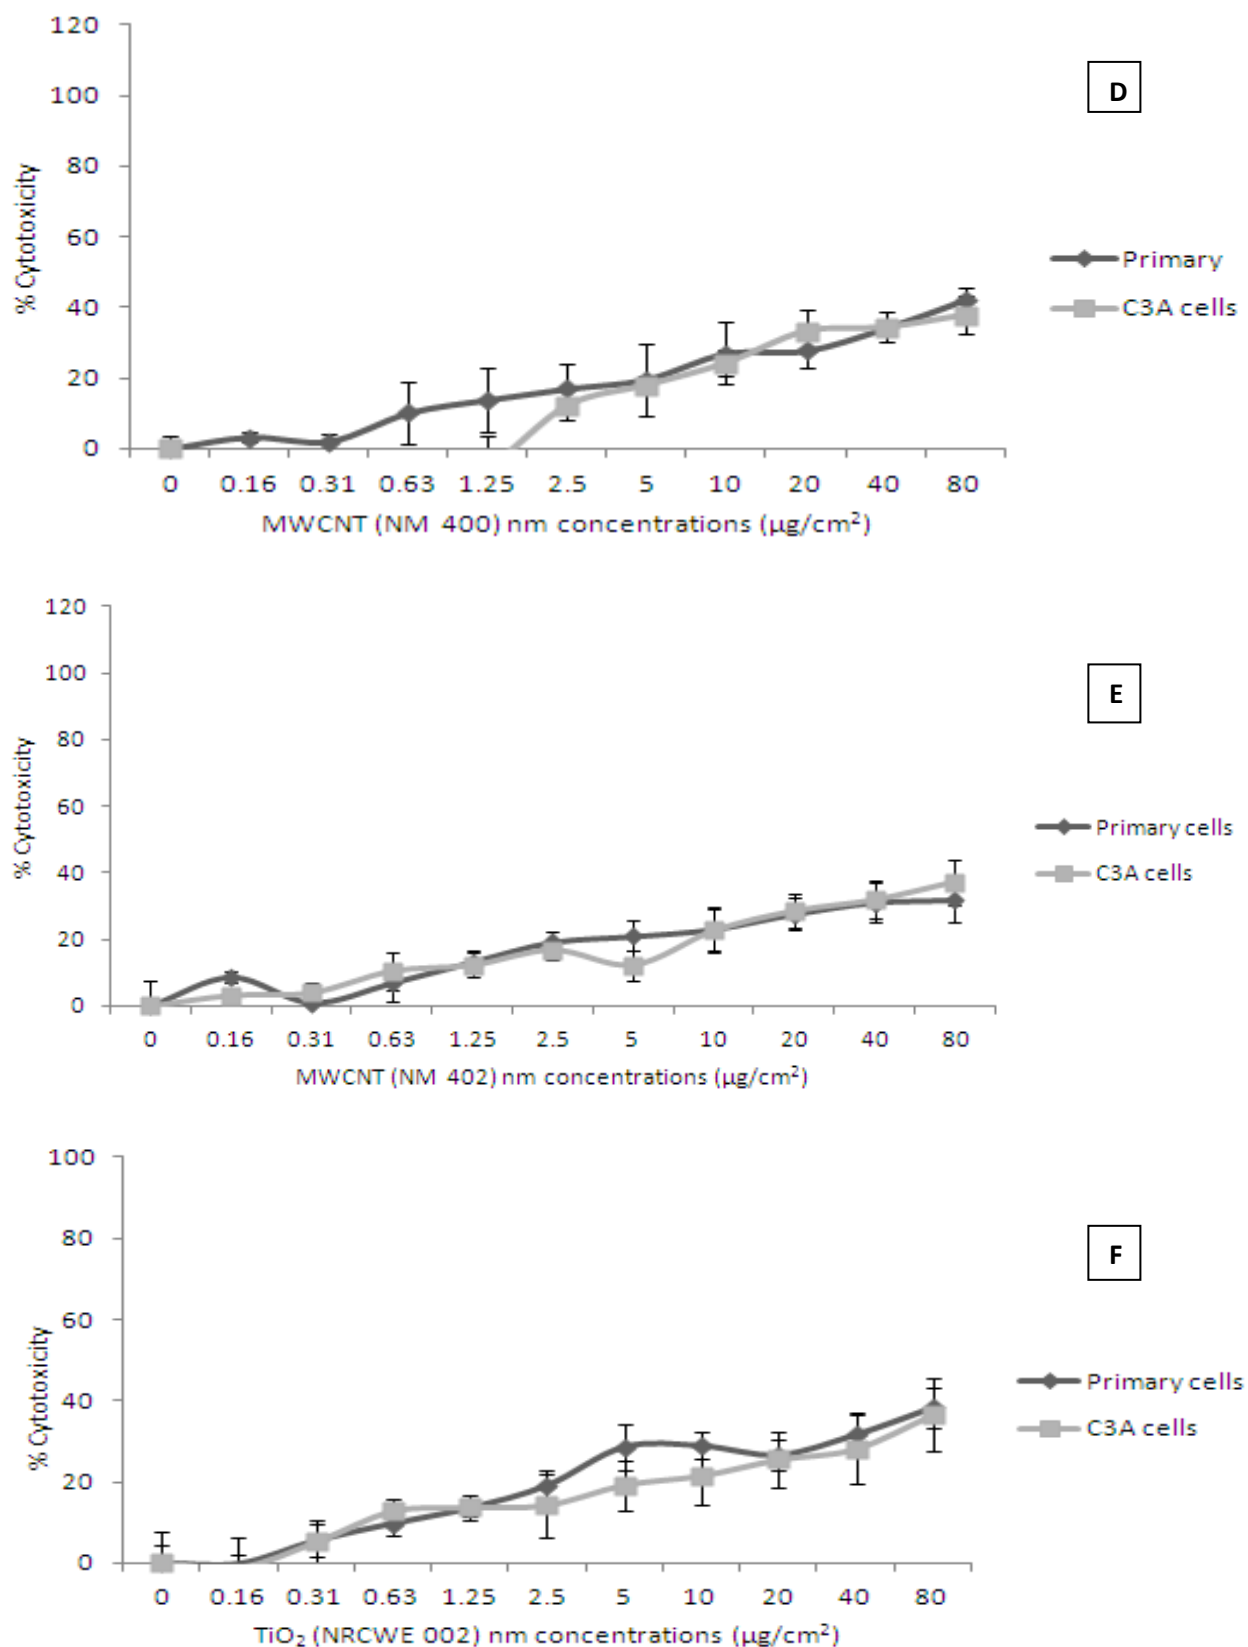 120
100
80
60
40
20
0
% Cytotoxicity
D
Primary
C3A cells
0 0.16 0.31 0.63 1.25 2.5 5 10 20 40 80
MWCNT (NM 400) nm concentrations (µg/cm²)
120
100
80
60
40
20
0
% Cytotoxicity
E
Primary cells
C3A cells
0 0.16 0.31 0.63 1.25 2.5 5 10 20 40 80
MWCNT (NM 402) nm concentrations (µg/cm²)
100
80
60
40
20
0
% Cytotoxicity
F
Primary cells
C3A cells
0 0.16 0.31 0.63 1.25 2.5 5 10 20 40 80
TiO₂ (NRCWE 002) nm concentrations (µg/cm²)